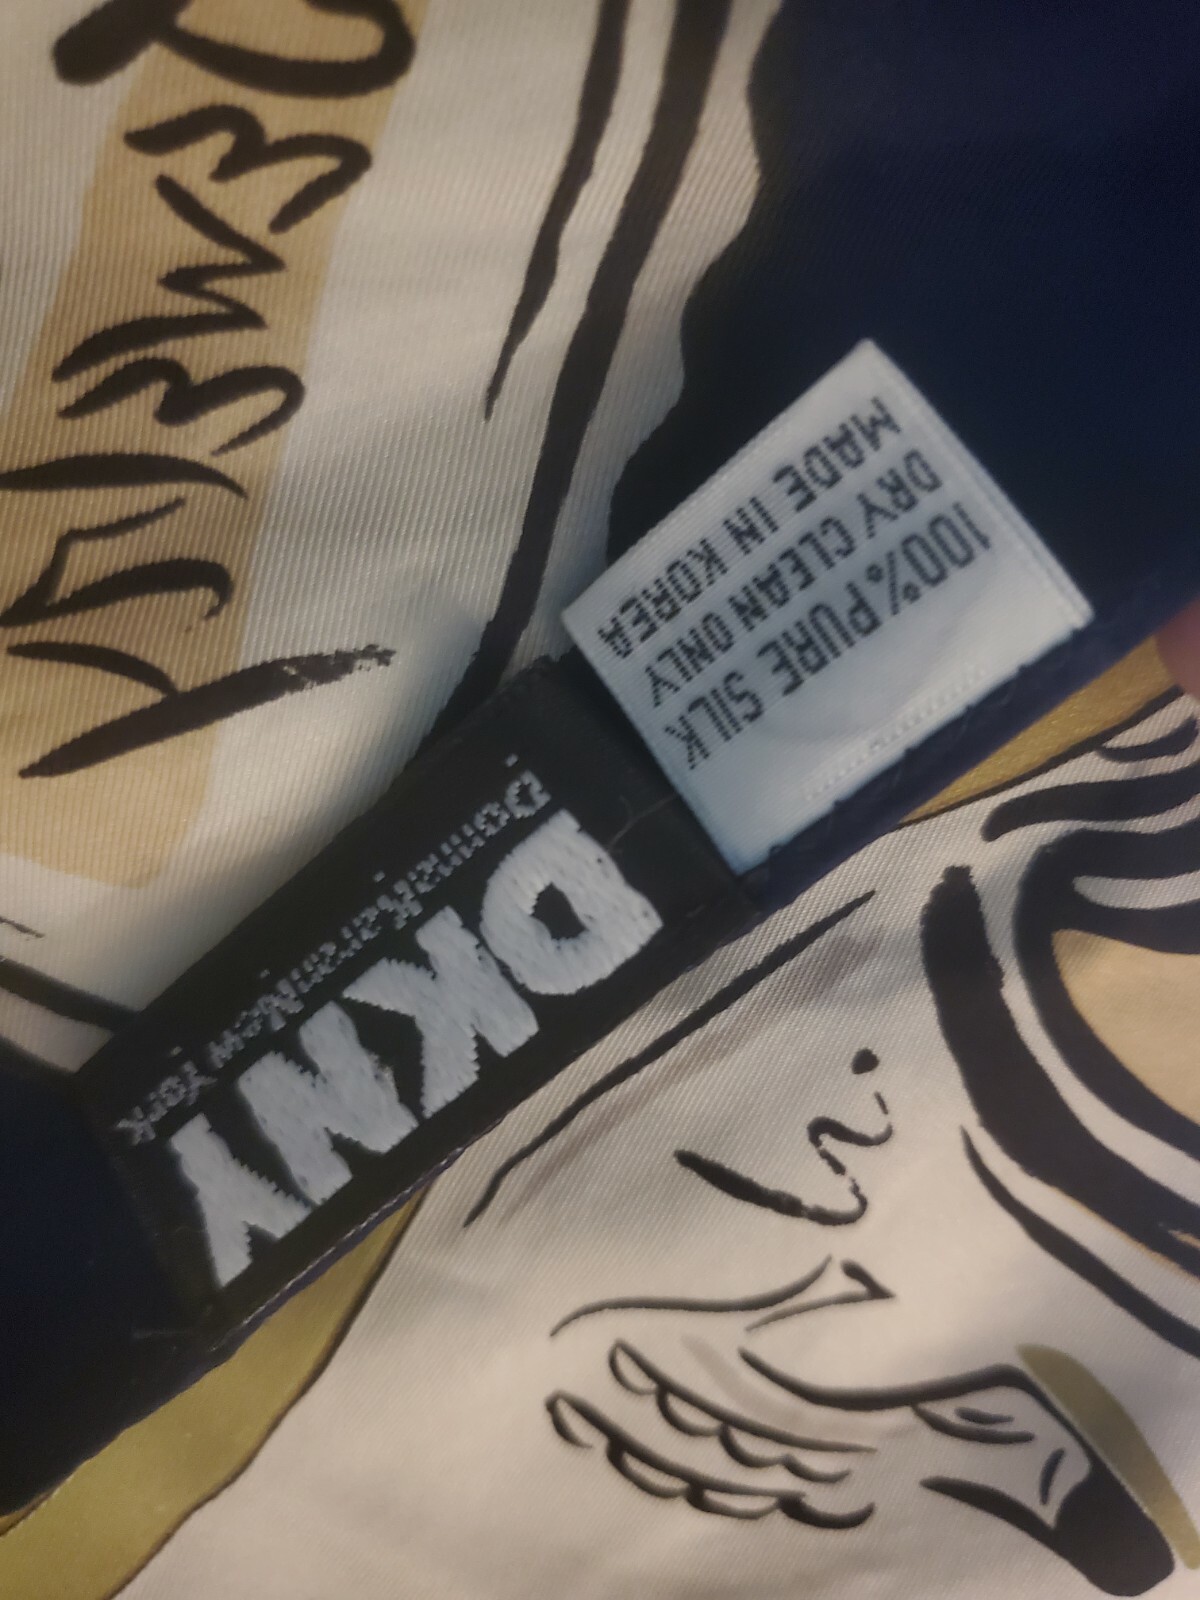 DKNY
·Donna·Karan·New·York
100% PURE SILK
DRY CLEAN ONLY
MADE IN KOREA